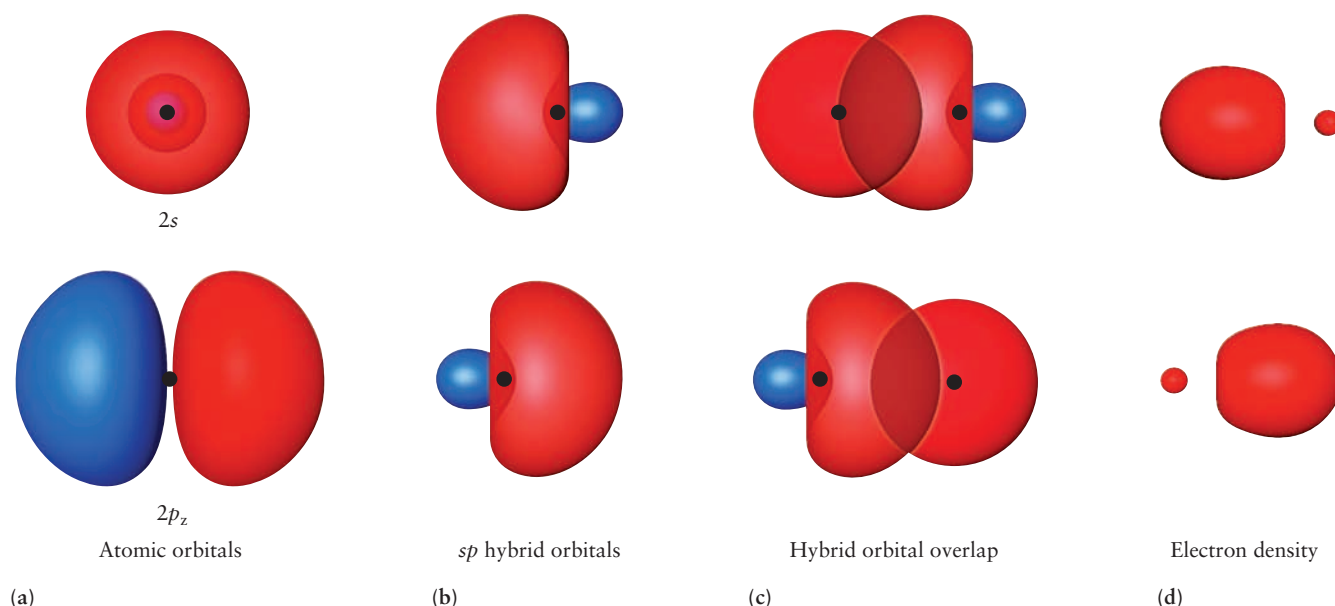 2s
2pz
Atomic orbitals
sp hybrid orbitals
Hybrid orbital overlap
Electron density
(a)
(b)
(c)
(d)